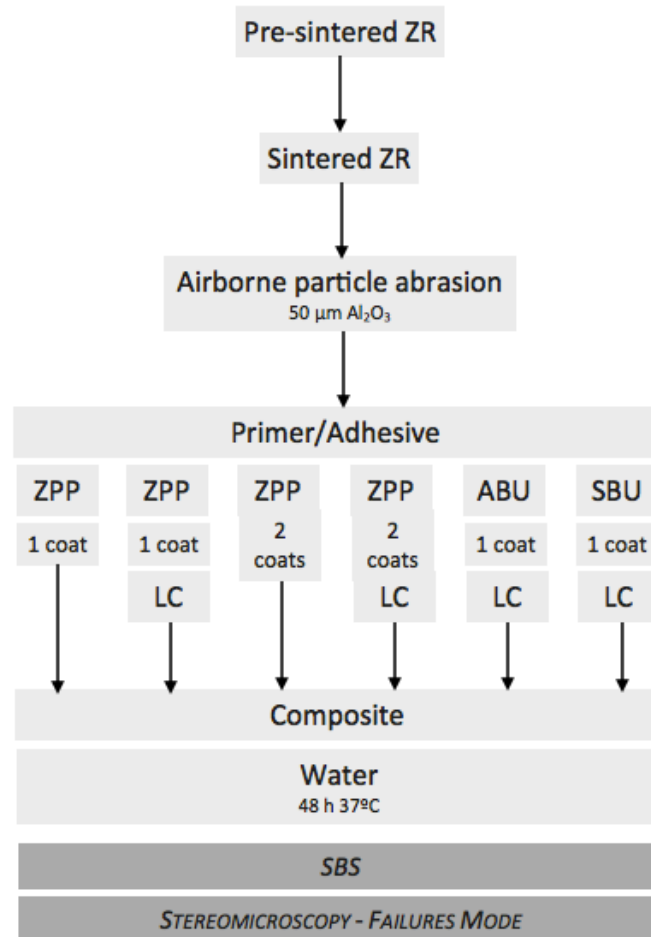 Pre-sintered ZR
Sintered ZR
Airborne particle abrasion
50 µm Al₂O₃
Primer/Adhesive
ZPP ZPP ZPP ZPP ABU SBU
1 coat 1 coat 2 coats 2 coats 1 coat 1 coat
LC LC LC LC
Composite
Water
48 h 37ºC
SBS
STEREOMICROSCOPY - FAILURES MODE